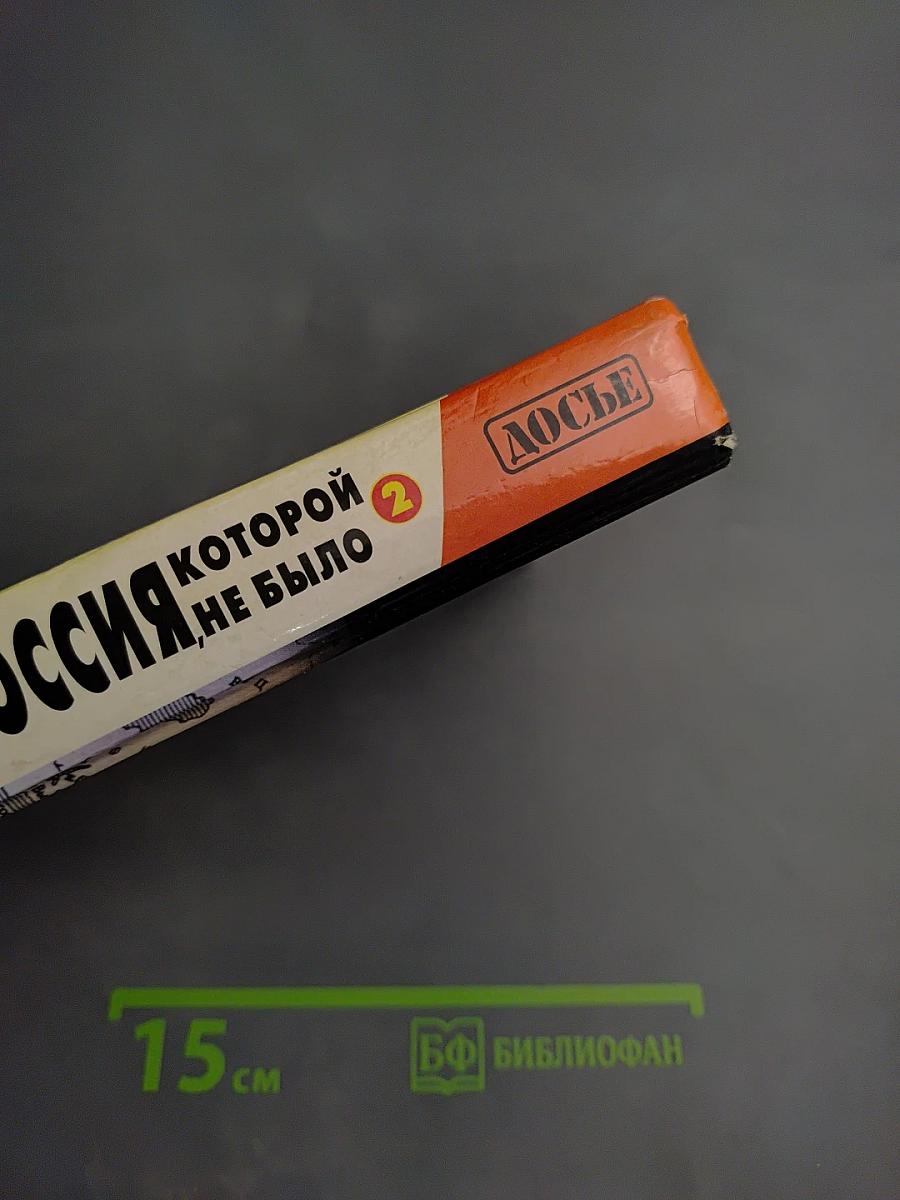 ОССИЯ,
КОТОРОЙ
НЕ БЫЛО
2
ДОСЬЕ
15 см
БФ БИБЛИОФАН